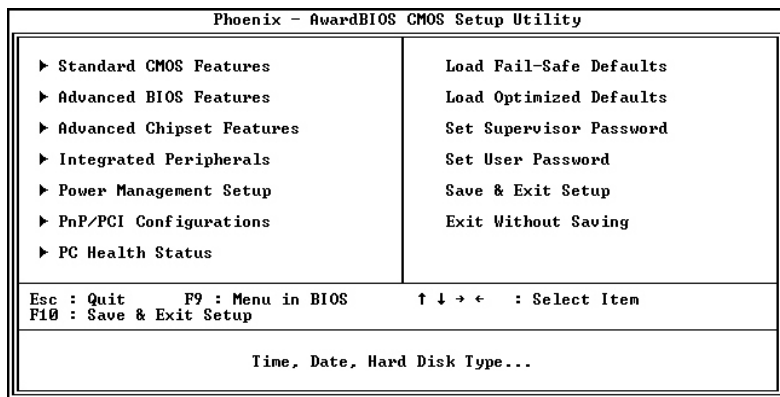 Phoenix - AwardBIOS CMOS Setup Utility
▶ Standard CMOS Features
▶ Advanced BIOS Features
▶ Advanced Chipset Features
▶ Integrated Peripherals
▶ Power Management Setup
▶ PnP/PCI Configurations
▶ PC Health Status
Load Fail-Safe Defaults
Load Optimized Defaults
Set Supervisor Password
Set User Password
Save & Exit Setup
Exit Without Saving
Esc : Quit F9 : Menu in BIOS ↑ ↓ → ← : Select Item
F10 : Save & Exit Setup
Time, Date, Hard Disk Type...